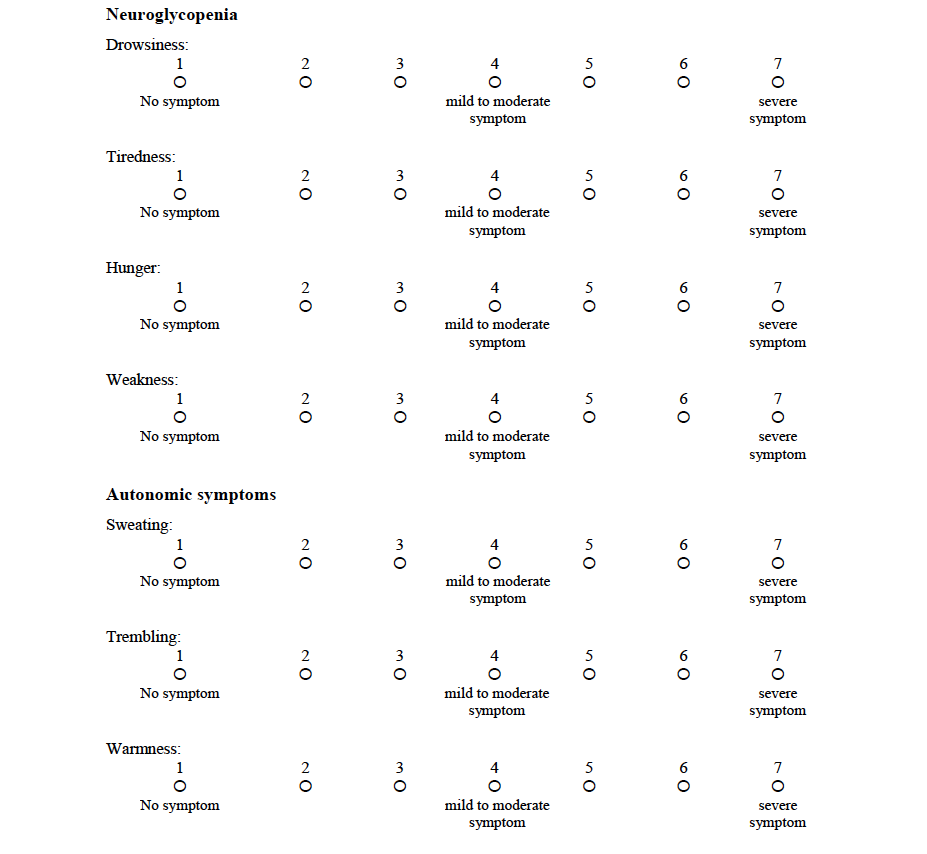 Neuroglycopenia
Drowsiness:
1 2 3 4 5 6 7
No symptom mild to moderate severe
symptom symptom
Tiredness:
1 2 3 4 5 6 7
No symptom mild to moderate severe
symptom symptom
Hunger:
1 2 3 4 5 6 7
No symptom mild to moderate severe
symptom symptom
Weakness:
1 2 3 4 5 6 7
No symptom mild to moderate severe
symptom symptom
Autonomic symptoms
Sweating:
1 2 3 4 5 6 7
No symptom mild to moderate severe
symptom symptom
Trembling:
1 2 3 4 5 6 7
No symptom mild to moderate severe
symptom symptom
Warmness:
1 2 3 4 5 6 7
No symptom mild to moderate severe
symptom symptom